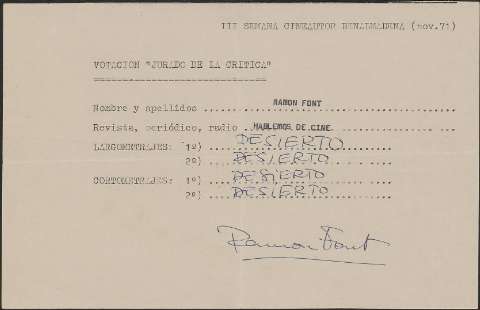 III SEMANA CINEAUTOR BENALMADENA (nov.71)
VOTACION "JURADO DE LA CRITICA"
Nombre y apellidos RAMON FONT
Revista, periódico, radio HABLEMOS DE CINE
LARGOMETRAJES: 1º) DESIERTO
2º) DESIERTO
CORTOMETRAJES: 1º) DESIERTO
2º) DESIERTO
Ramon Font